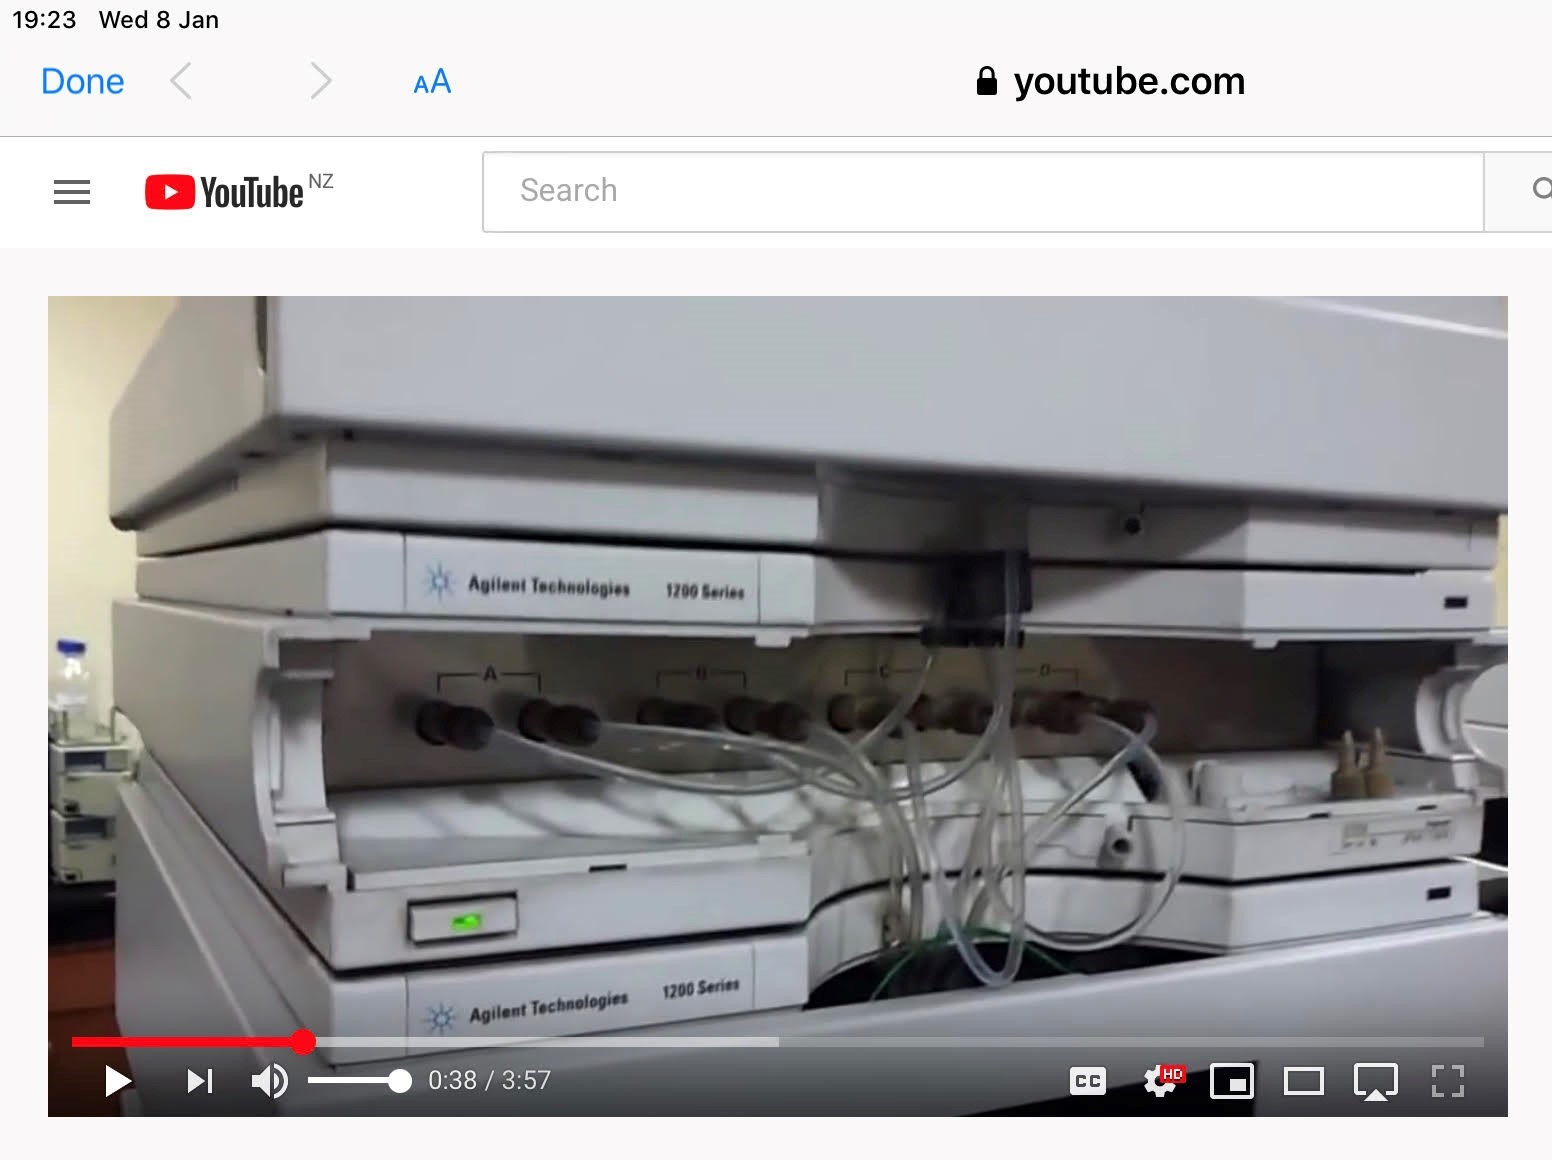 19:23 Wed 8 Jan
Done AA youtube.com
YouTube NZ
Search
Agilent Technologies 1200 Series
A B C D
Agilent Technologies 1200 Series
0:38 / 3:57
CC HD